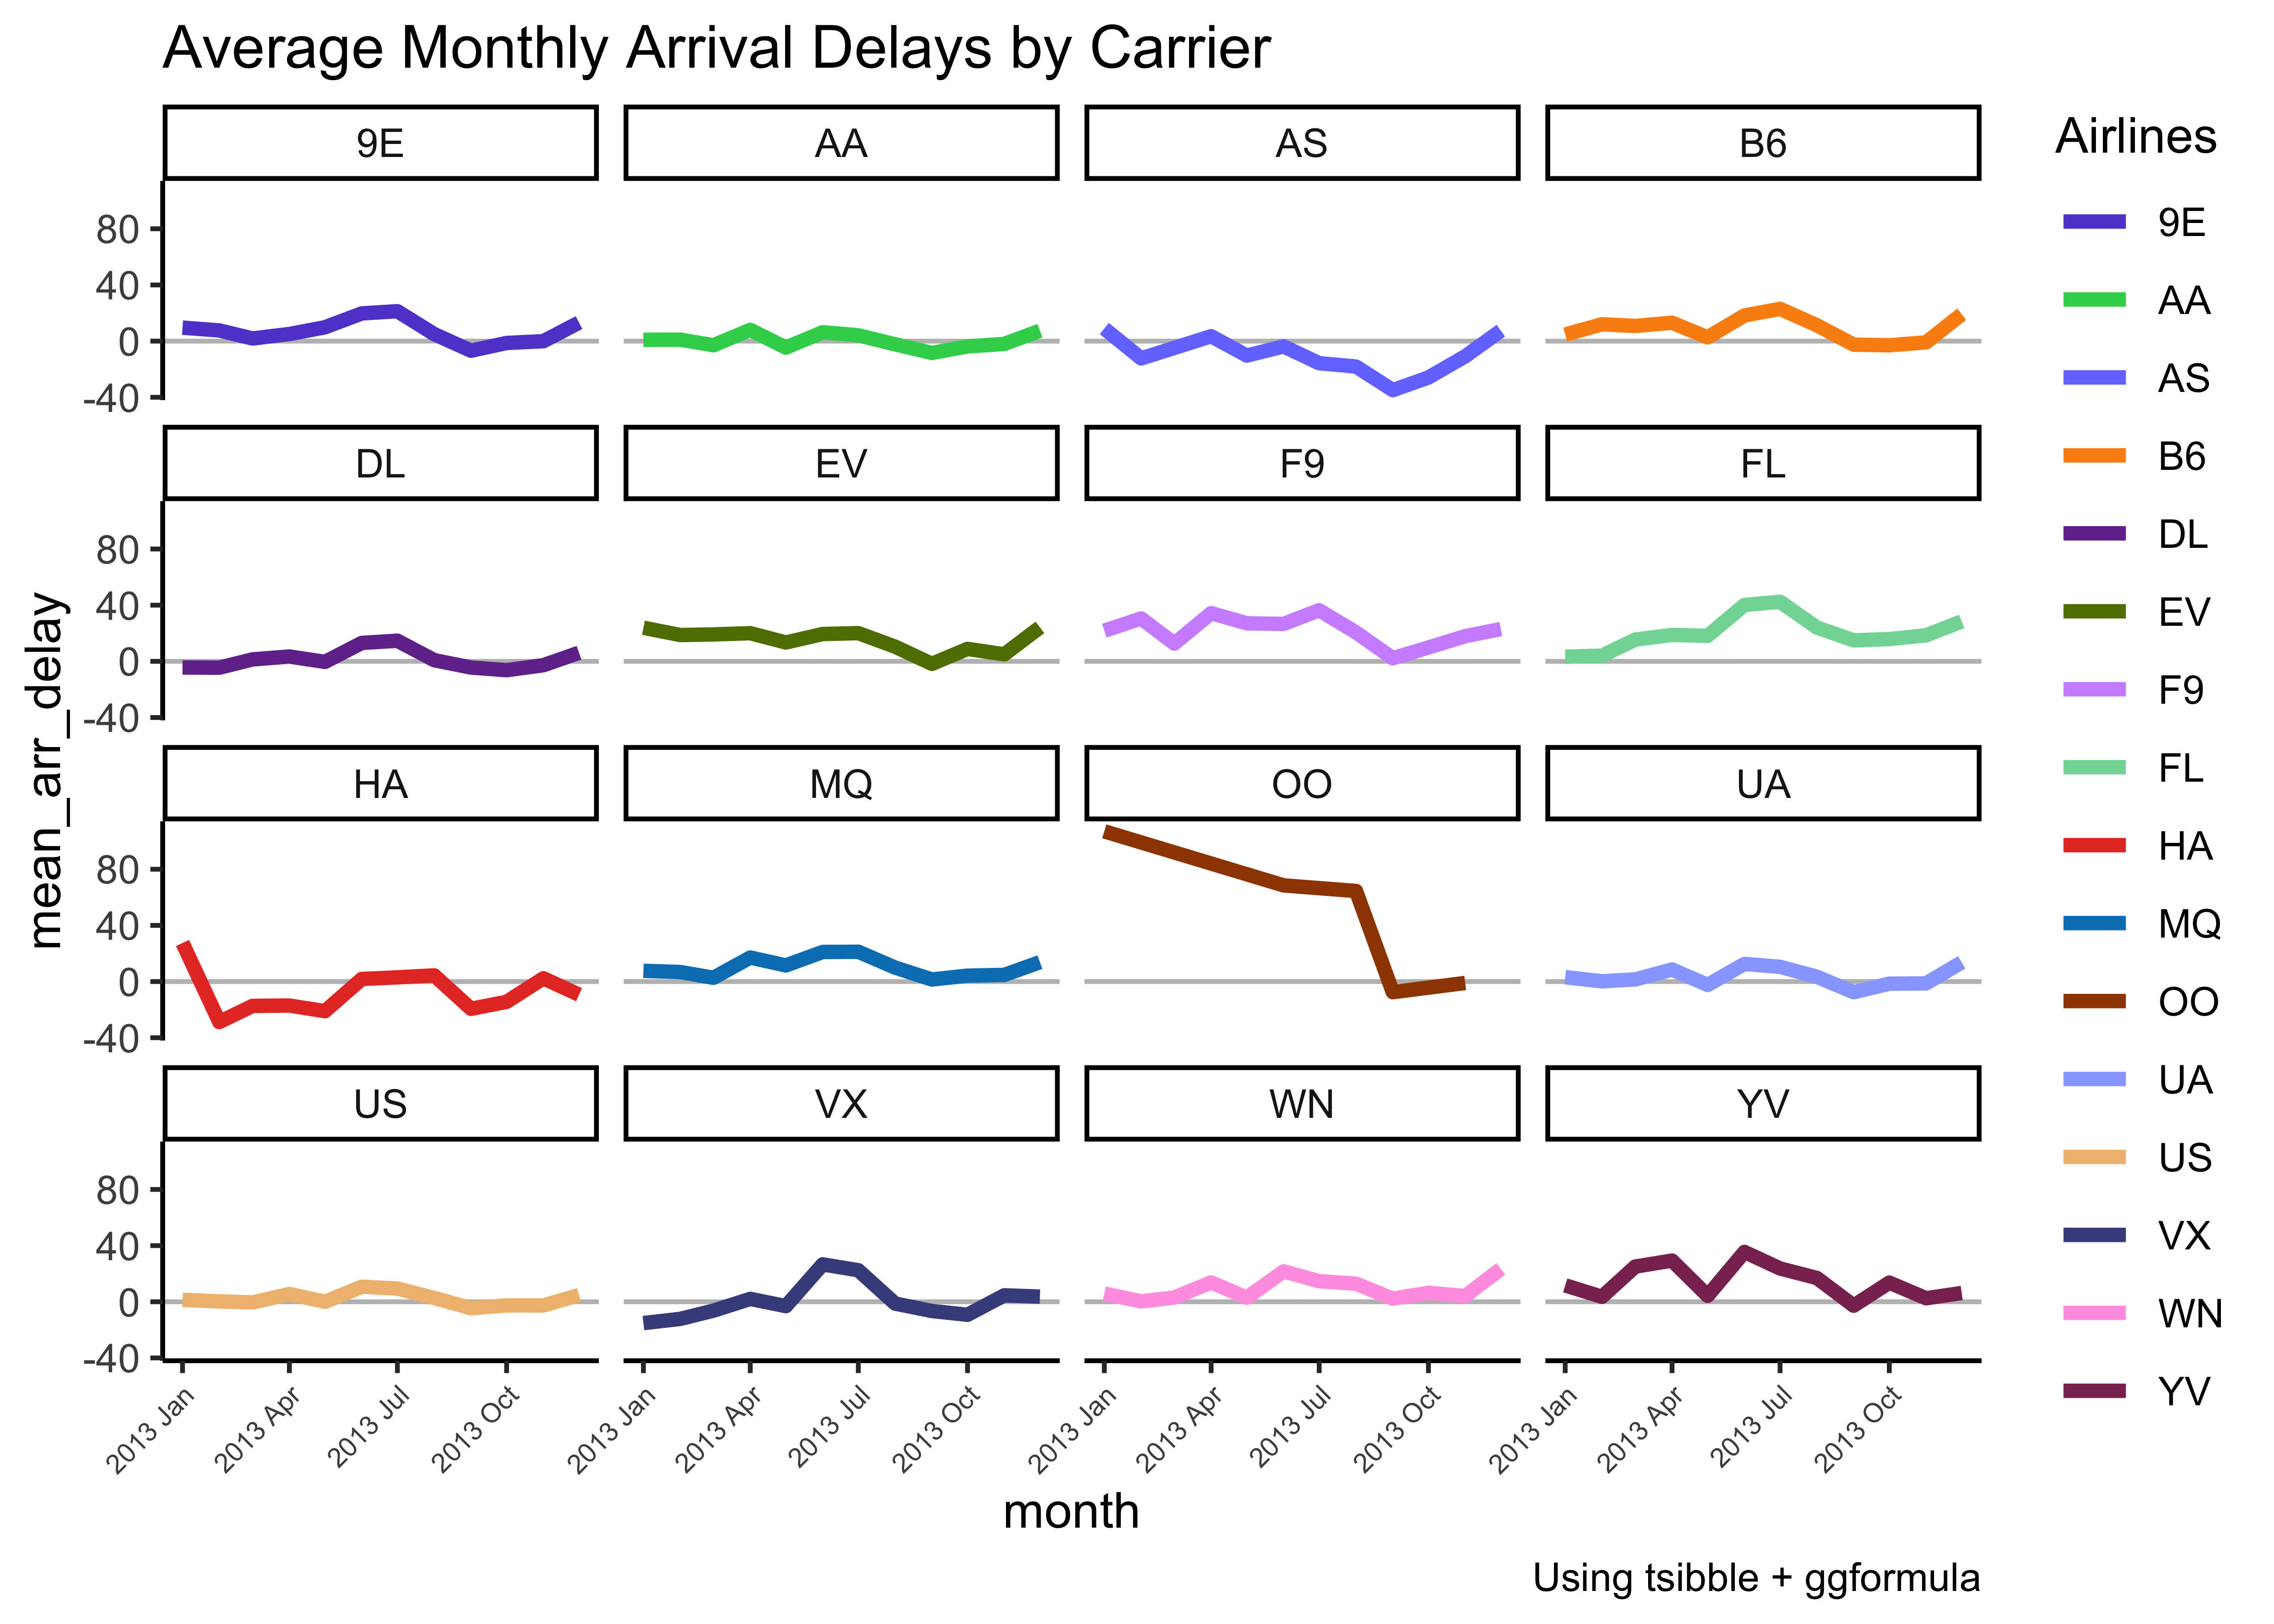 Average Monthly Arrival Delays by Carrier
9E
AA
AS
B6
80
40
0
-40
DL
EV
F9
FL
80
40
0
-40
HA
MQ
OO
UA
80
40
0
-40
US
VX
WN
YV
80
40
0
-40
2013 Jan
2013 Apr
2013 Jul
2013 Oct
2013 Jan
2013 Apr
2013 Jul
2013 Oct
2013 Jan
2013 Apr
2013 Jul
2013 Oct
2013 Jan
2013 Apr
2013 Jul
2013 Oct
mean_arr_delay
month
Airlines
9E
AA
AS
B6
DL
EV
F9
FL
HA
MQ
OO
UA
US
VX
WN
YV
Using tsibble + ggformula